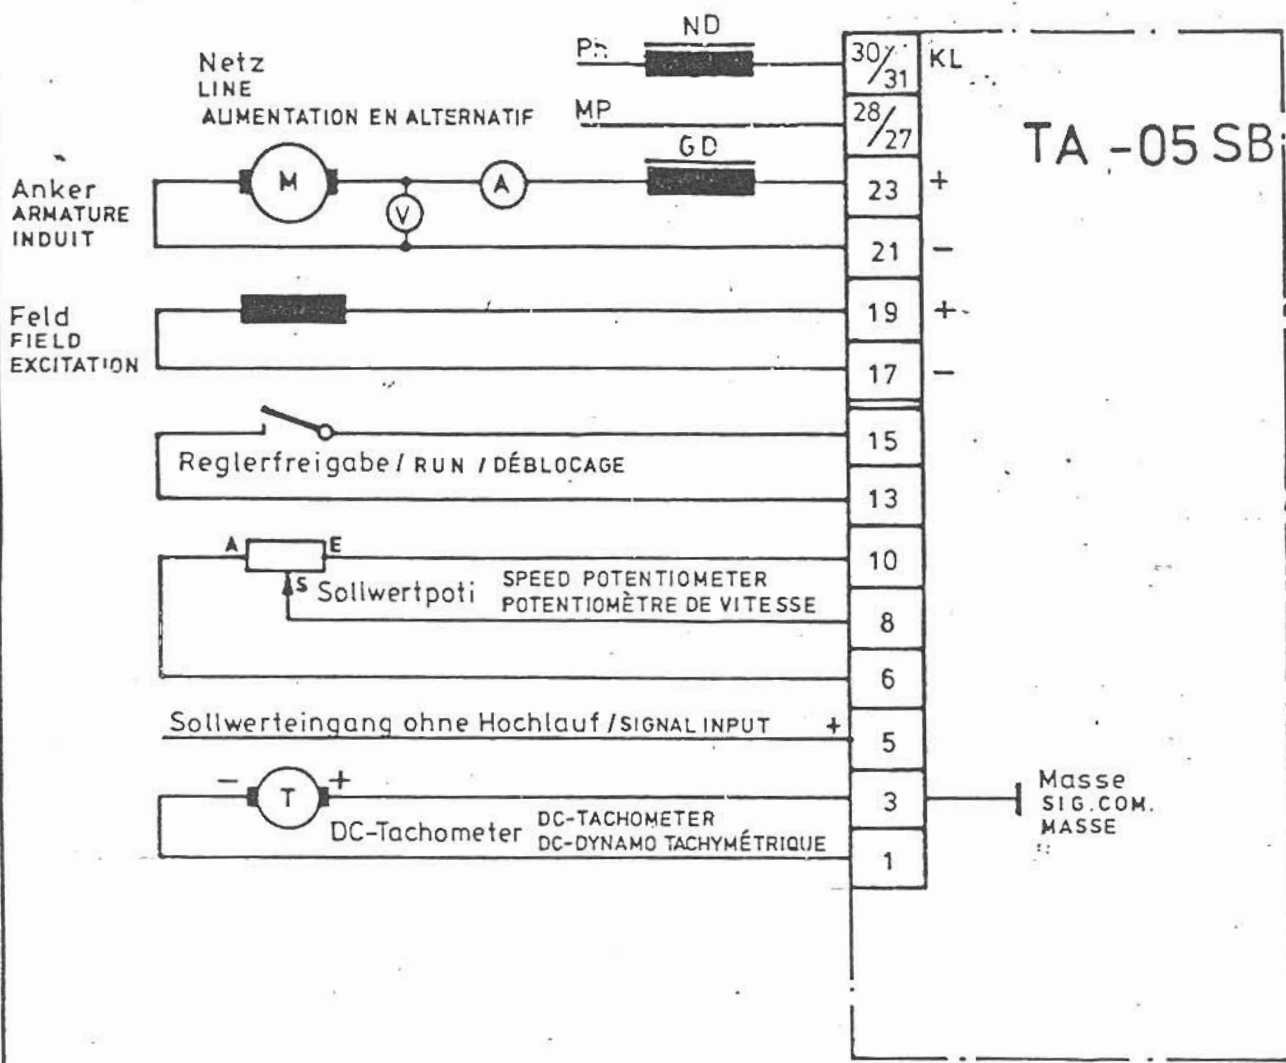 ND
Ph
30/31 KL
Netz
LINE
ALIMENTATION EN ALTERNATIF
MP
28/27
TA -05 SB
GD
Anker
ARMATURE
INDUIT
M
A
V
23 +
21 -
Feld
FIELD
EXCITATION
19 +
17 -
15
Reglerfreigabe / RUN / DÉBLOCAGE
13
A E
10
S Sollwertpoti
SPEED POTENTIOMETER
POTENTIOMÈTRE DE VITESSE
8
6
Sollwerteingang ohne Hochlauf / SIGNAL INPUT +
5
- T +
3
DC-Tachometer
DC-TACHOMETER
DC-DYNAMO TACHYMÉTRIQUE
1
Masse
SIG.COM.
MASSE